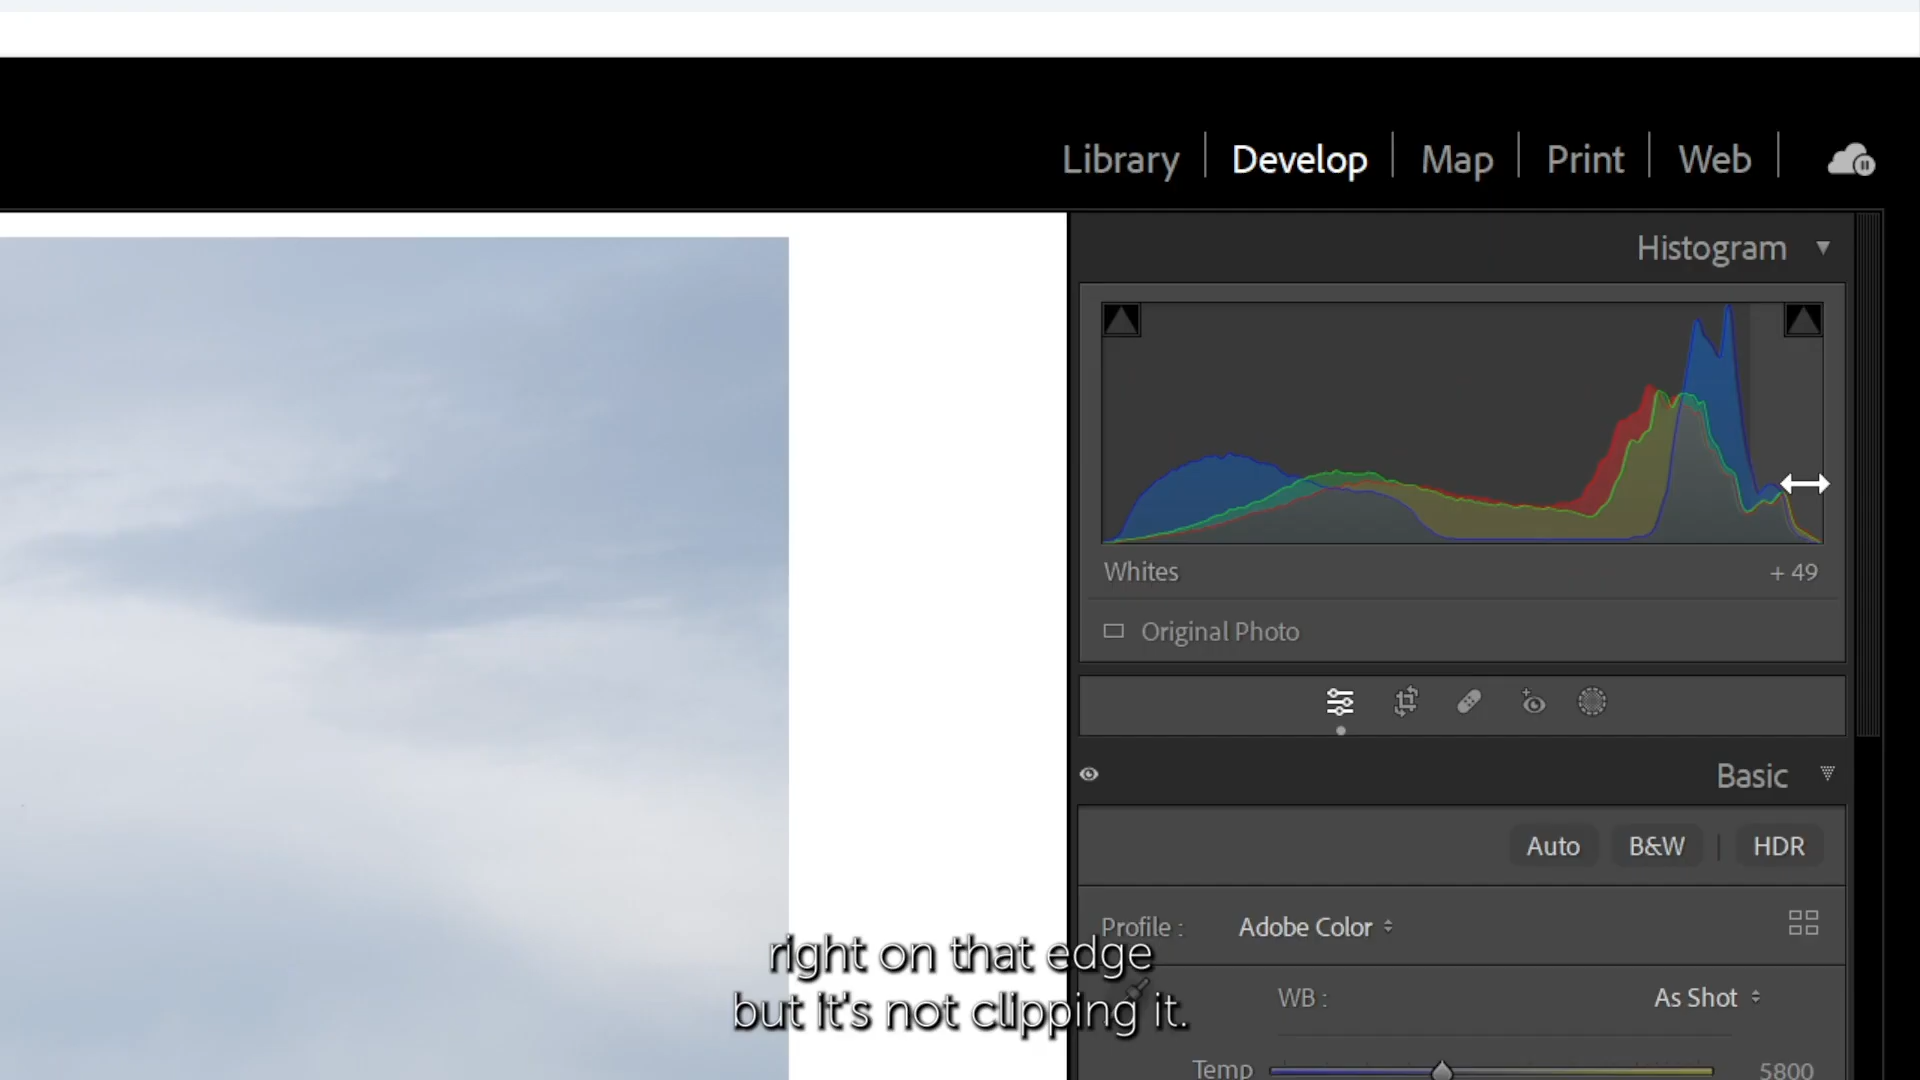 Library | Develop | Map | Print | Web |
Histogram
Whites + 49
Original Photo
Basic
Auto B&W | HDR
Profile : Adobe Color
right on that edge
but it's not clipping it.
WB : As Shot
Temp 5800